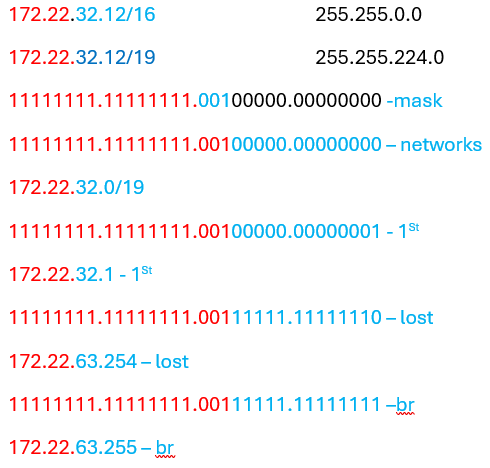 172.22.32.12/16 255.255.0.0
172.22.32.12/19 255.255.224.0
11111111.11111111.00100000.00000000 -mask
11111111.11111111.00100000.00000000 – networks
172.22.32.0/19
11111111.11111111.00100000.00000001 - 1St
172.22.32.1 - 1St
11111111.11111111.00111111.11111110 – lost
172.22.63.254 – lost
11111111.11111111.00111111.11111111 –br
172.22.63.255 – br